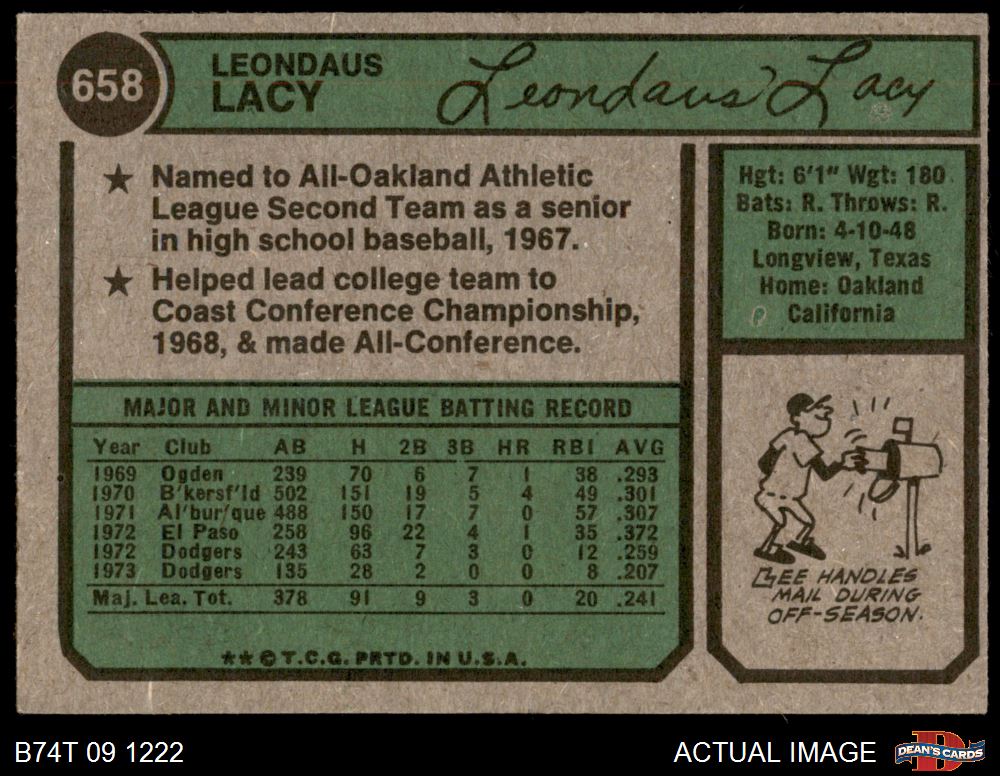 658
LEONDAUS
LACY
Leondaus Lacy
★ Named to All-Oakland Athletic
League Second Team as a senior
in high school baseball, 1967.
★ Helped lead college team to
Coast Conference Championship,
1968, & made All-Conference.
Hgt: 6'1" Wgt: 180
Bats: R. Throws: R.
Born: 4-10-48
Longview, Texas
Home: Oakland
California
MAJOR AND MINOR LEAGUE BATTING RECORD
Year Club AB H 2B 3B HR RBI AVG
1969 Ogden 239 70 6 7 1 38 .293
1970 B'kersf'ld 502 151 19 5 4 49 .301
1971 Al'bur'que 488 150 17 7 0 57 .307
1972 El Paso 258 96 22 4 1 35 .372
1972 Dodgers 243 63 7 3 0 12 .259
1973 Dodgers 135 28 2 0 0 8 .207
Maj. Lea. Tot. 378 91 9 3 0 20 .241
★★ © T.C.G. PRTD. IN U.S.A.
LEE HANDLES
MAIL DURING
OFF-SEASON.
B74T 09 1222
ACTUAL IMAGE
DEAN'S CARDS